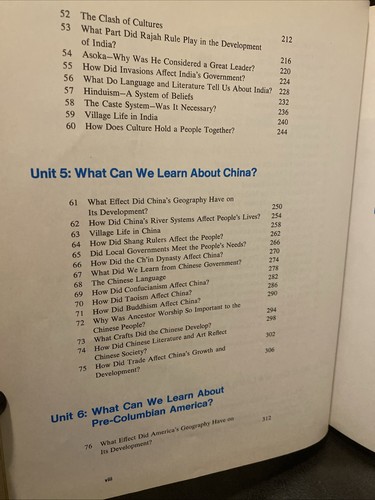 52 The Clash of Cultures 212
53 What Part Did Rajah Rule Play in the Development
of India? 216
54 Asoka—Why Was He Considered a Great Leader? 220
55 How Did Invasions Affect India's Government? 224
56 What Do Language and Literature Tell Us About India? 228
57 Hinduism—A System of Beliefs 232
58 The Caste System—Was It Necessary? 236
59 Village Life in India 240
60 How Does Culture Hold a People Together? 244
Unit 5: What Can We Learn About China?
61 What Effect Did China's Geography Have on
Its Development? 250
62 How Did China's River Systems Affect People's Lives? 254
63 Village Life in China 258
64 How Did Shang Rulers Affect the People? 262
65 Did Local Governments Meet the People's Needs? 266
66 How Did the Ch'in Dynasty Affect China? 270
67 What Did We Learn from Chinese Government? 274
68 The Chinese Language 278
69 How Did Confucianism Affect China? 282
70 How Did Taoism Affect China? 286
71 How Did Buddhism Affect China? 290
72 Why Was Ancestor Worship So Important to the
Chinese People? 294
73 What Crafts Did the Chinese Develop? 298
74 How Did Chinese Literature and Art Reflect
Chinese Society? 302
75 How Did Trade Affect China's Growth and
Development? 306
Unit 6: What Can We Learn About
Pre-Columbian America?
76 What Effect Did America's Geography Have on
Its Development? 312
viii